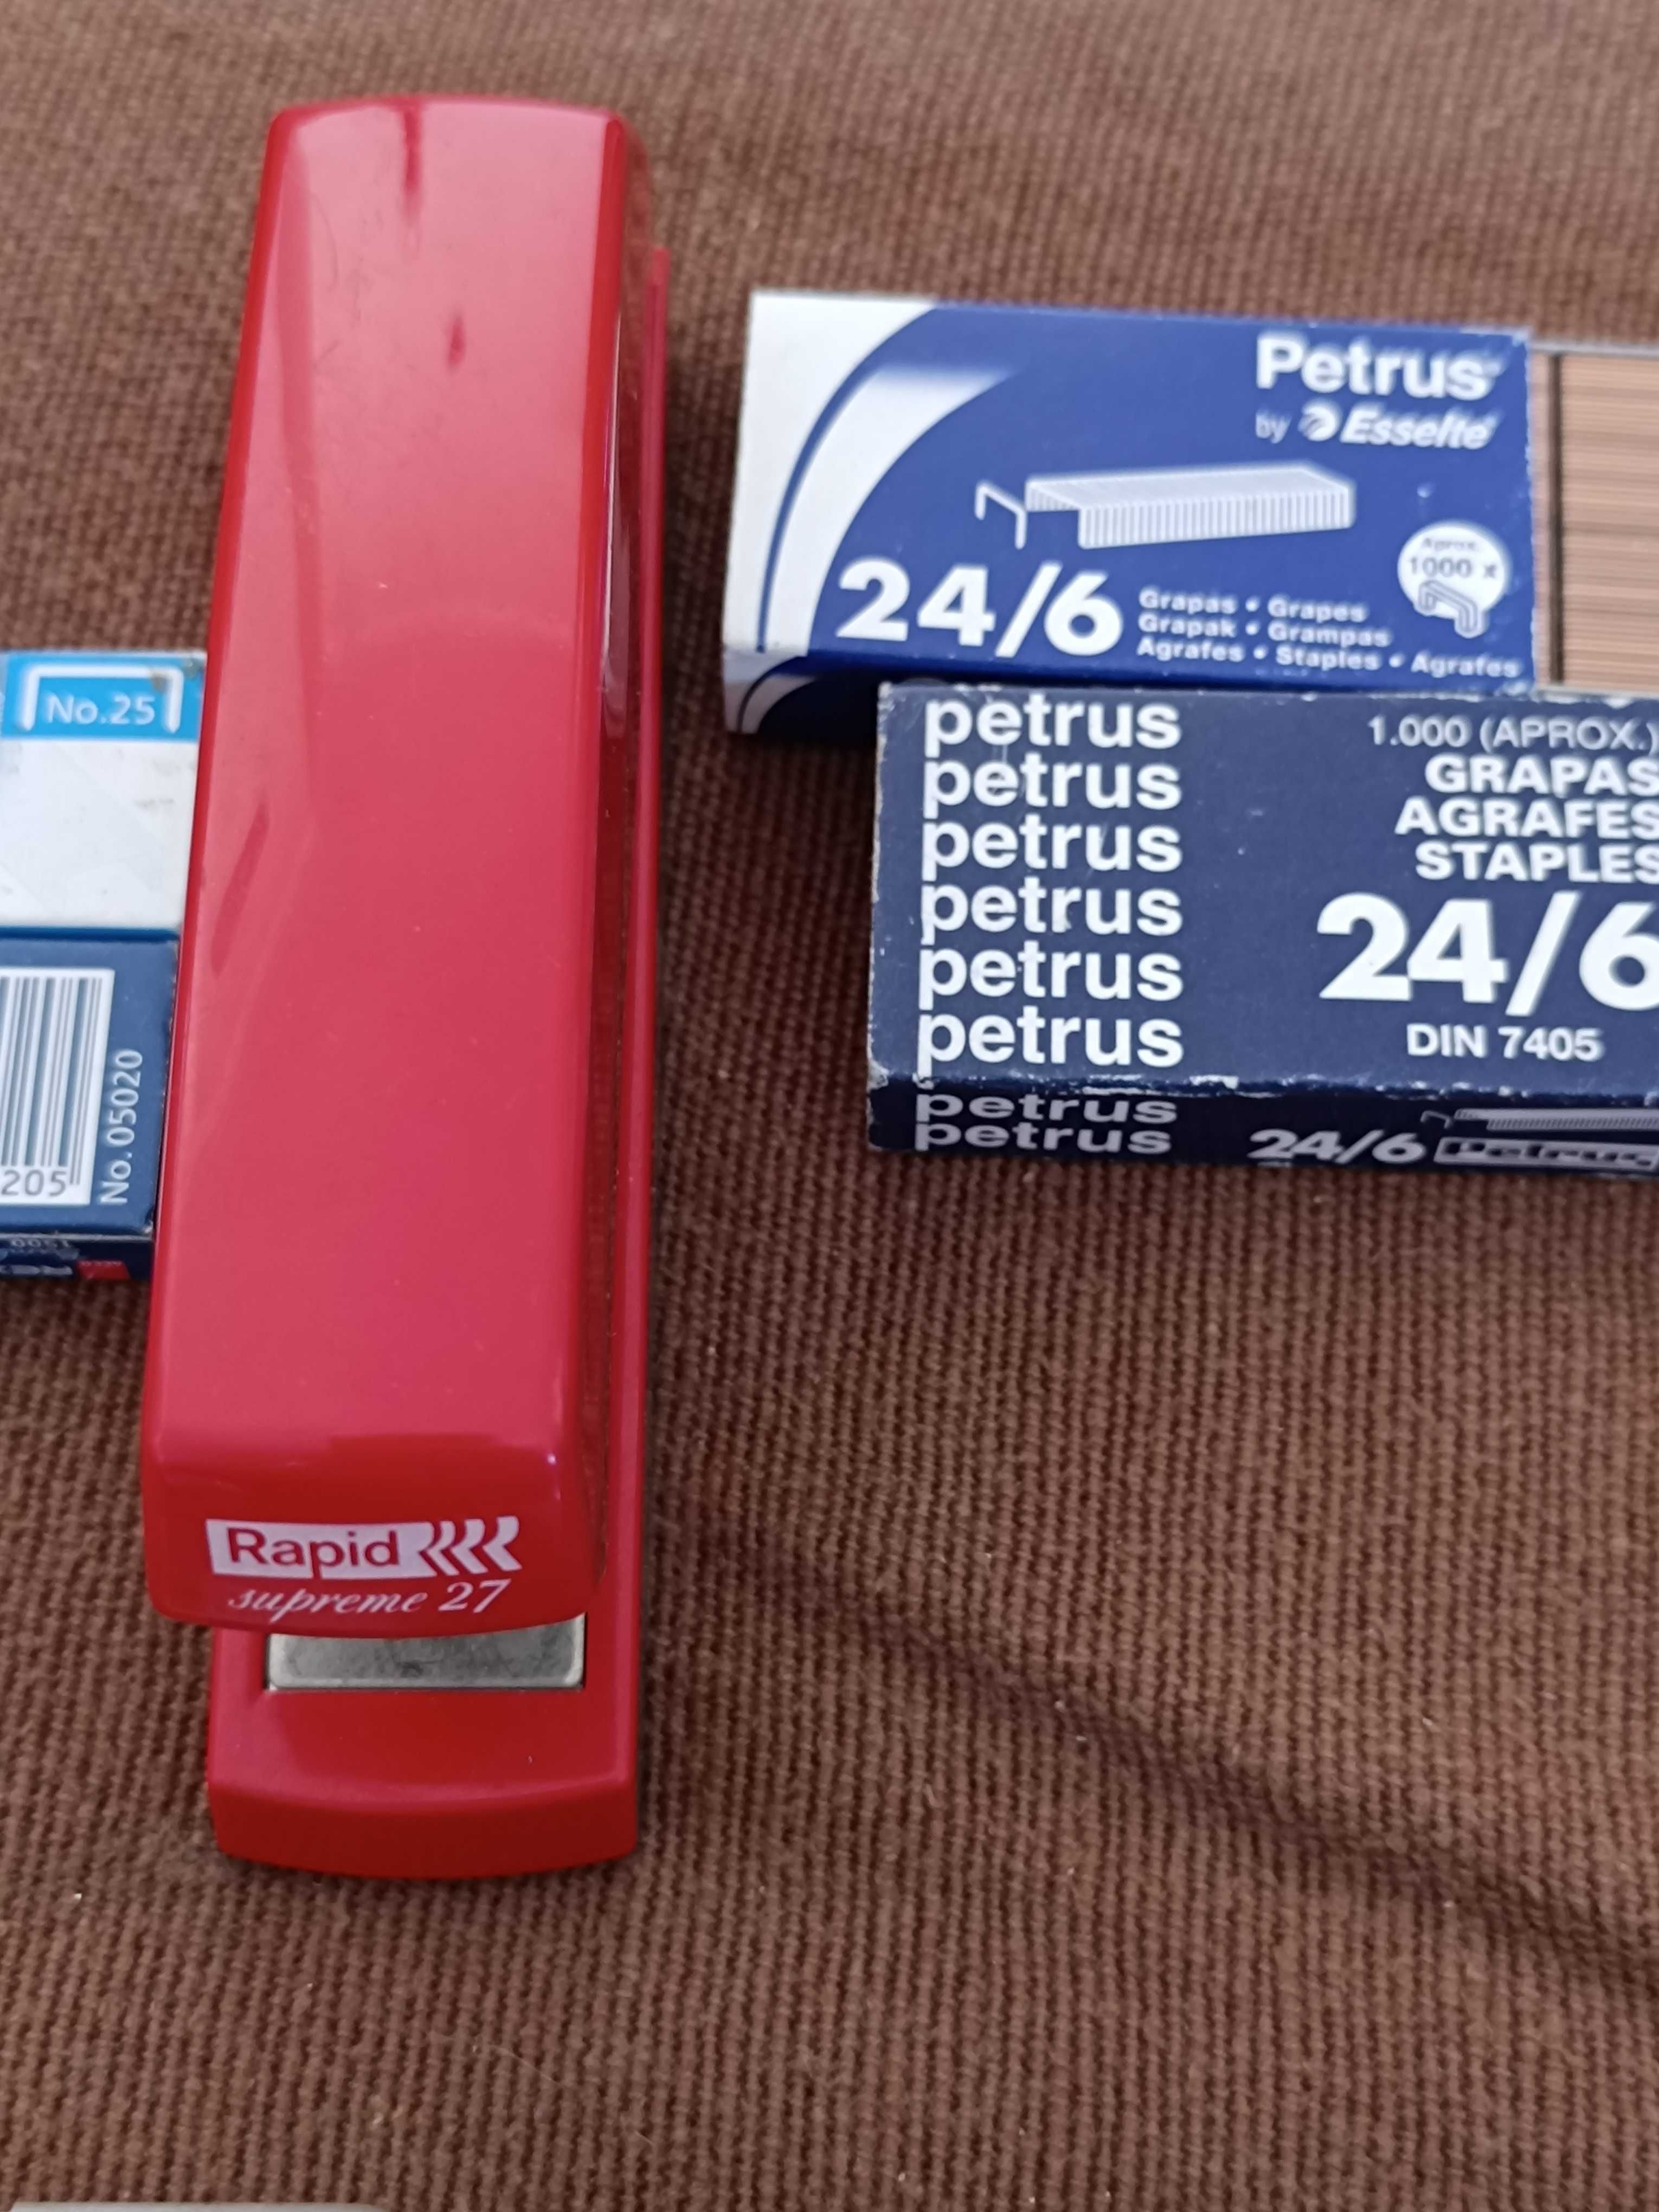 No.25
205
No.05020
Rapid
supreme 27
Petrus
by Esselte
24/6
Grapas • Grapes
Grapak • Grampas
Agrafes • Staples • Agrafes
Aprox.
1000 x
petrus
petrus
petrus
petrus
petrus
petrus
petrus
petrus
1.000 (APROX.)
GRAPAS
AGRAFES
STAPLES
24/6
DIN 7405
24/6 Petrus